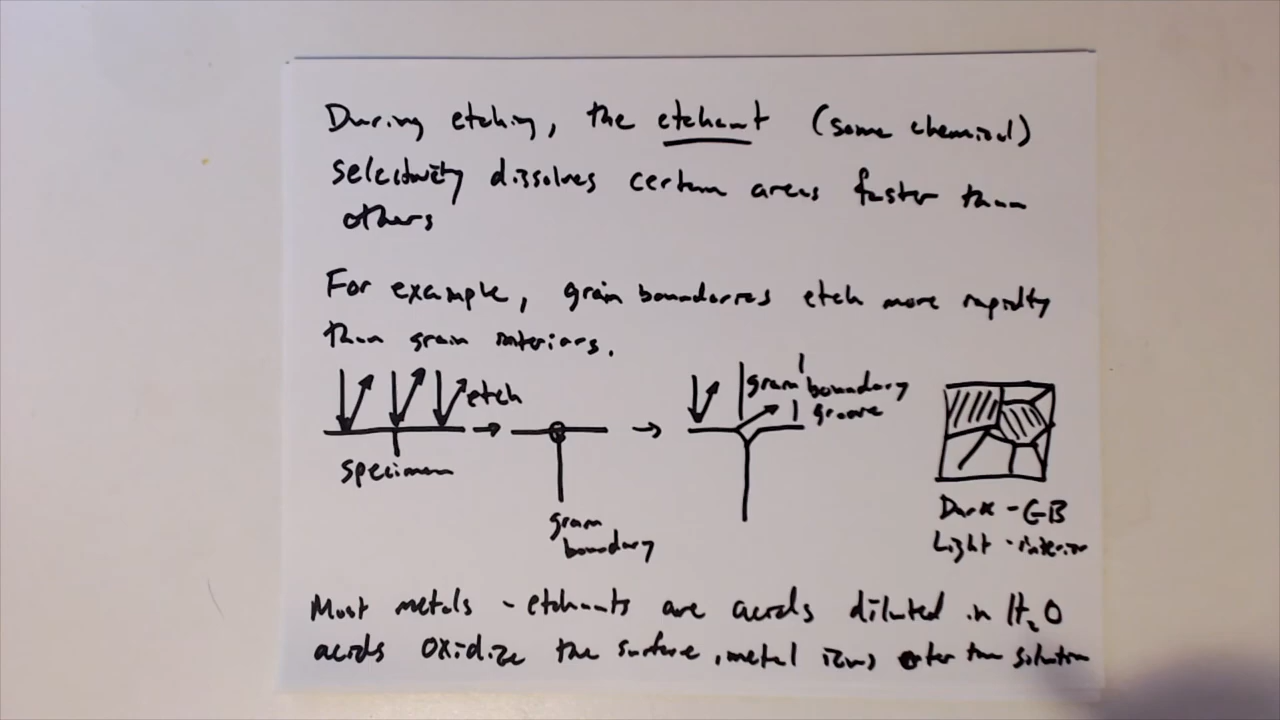 During etching, the etchant (some chemical)
selectivity dissolves certain areas faster than
others
For example, grain boundaries etch more rapidly
than grain interiors.
etch
specimen
grain
boundary
grain boundary
groove
Dark - GB
Light - interior
Most metals - etchants are acids diluted in H₂O
acids oxidize the surface, metal ions enter the solution